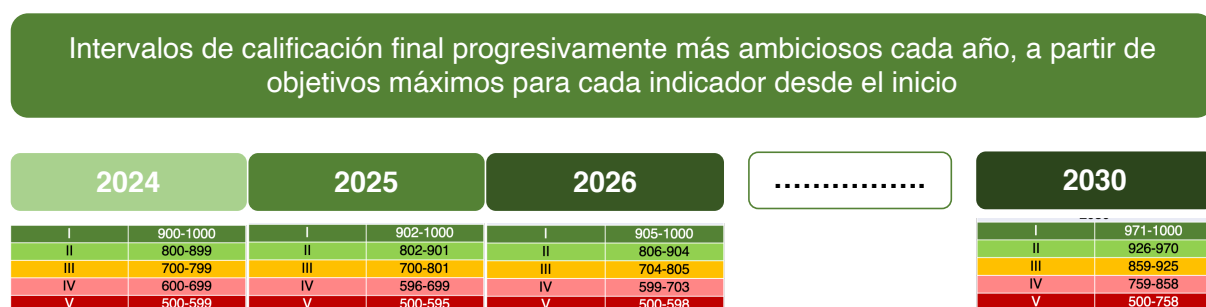 Intervalos de calificación final progresivamente más ambiciosos cada año, a partir de
objetivos máximos para cada indicador desde el inicio
2024 2025 2026 ................ 2030
I 900-1000 I 902-1000 I 905-1000 I 971-1000
II 800-899 II 802-901 II 806-904 II 926-970
III 700-799 III 700-801 III 704-805 III 859-925
IV 600-699 IV 596-699 IV 599-703 IV 759-858
V 500-599 V 500-595 V 500-598 V 500-758